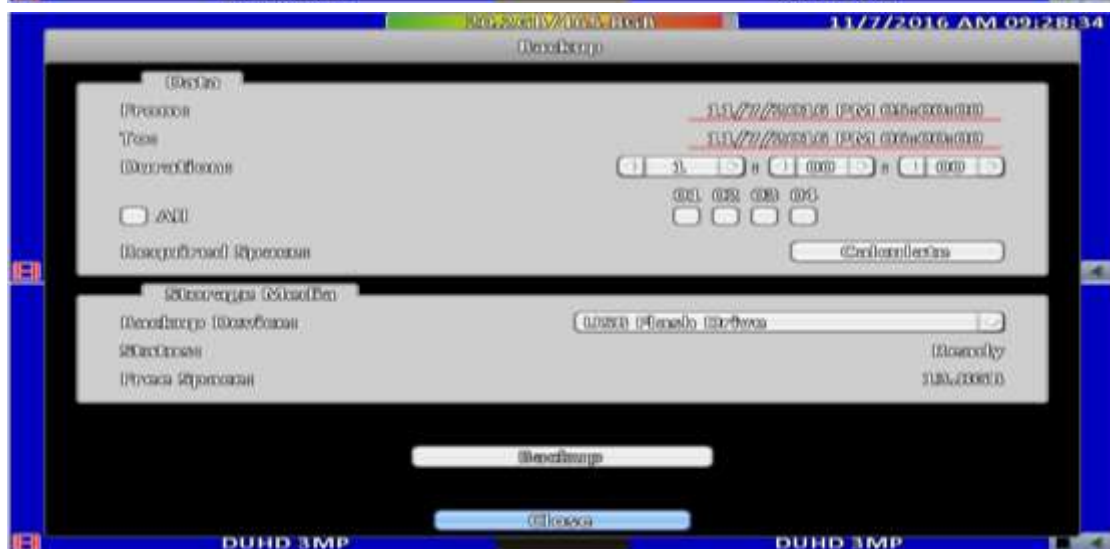 11/7/2016 AM 09:28:34
Backup
Data
From:
11/7/2016 PM 05:00:00
To:
11/7/2016 PM 06:00:00
Duration:
1 : 00 : 00
01 02 03 04
All
Required Space:
Calculate
Storage Media
Backup Device:
USB Flash Drive
Status:
Ready
Free Space:
Backup
Close
DUHD 3MP
DUHD 3MP